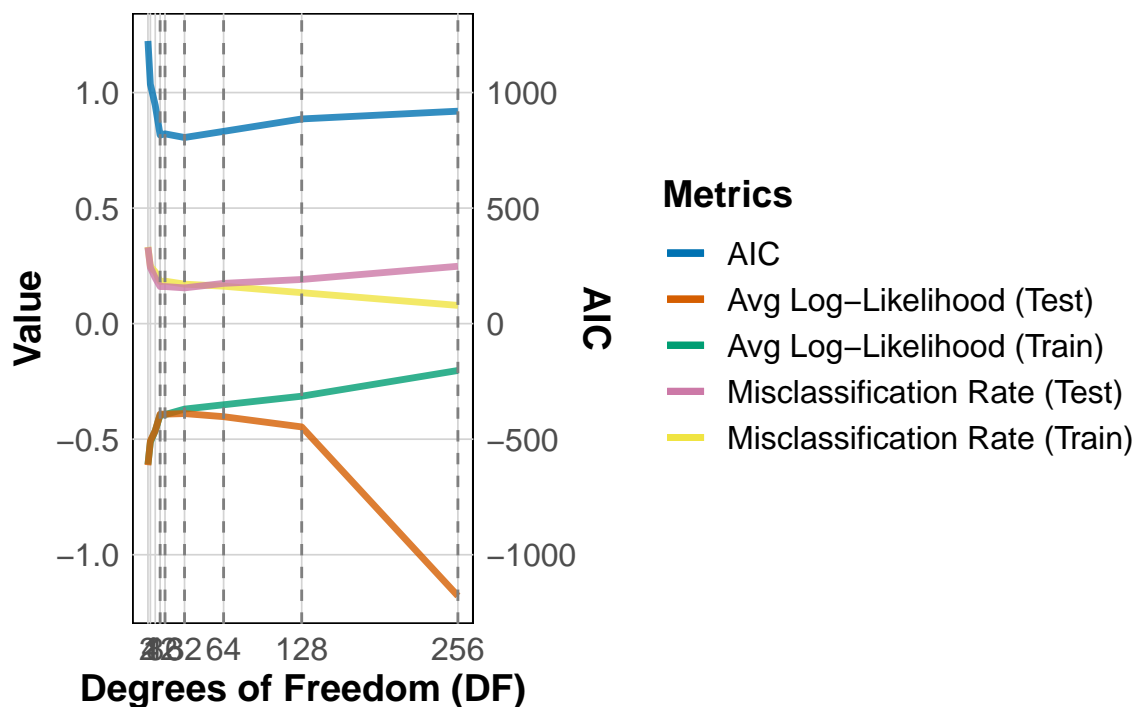 1.0
0.5
0.0
−0.5
−1.0
Value
1000
500
0
−500
−1000
AIC
32 64 128 256
Degrees of Freedom (DF)
Metrics
AIC
Avg Log−Likelihood (Test)
Avg Log−Likelihood (Train)
Misclassification Rate (Test)
Misclassification Rate (Train)